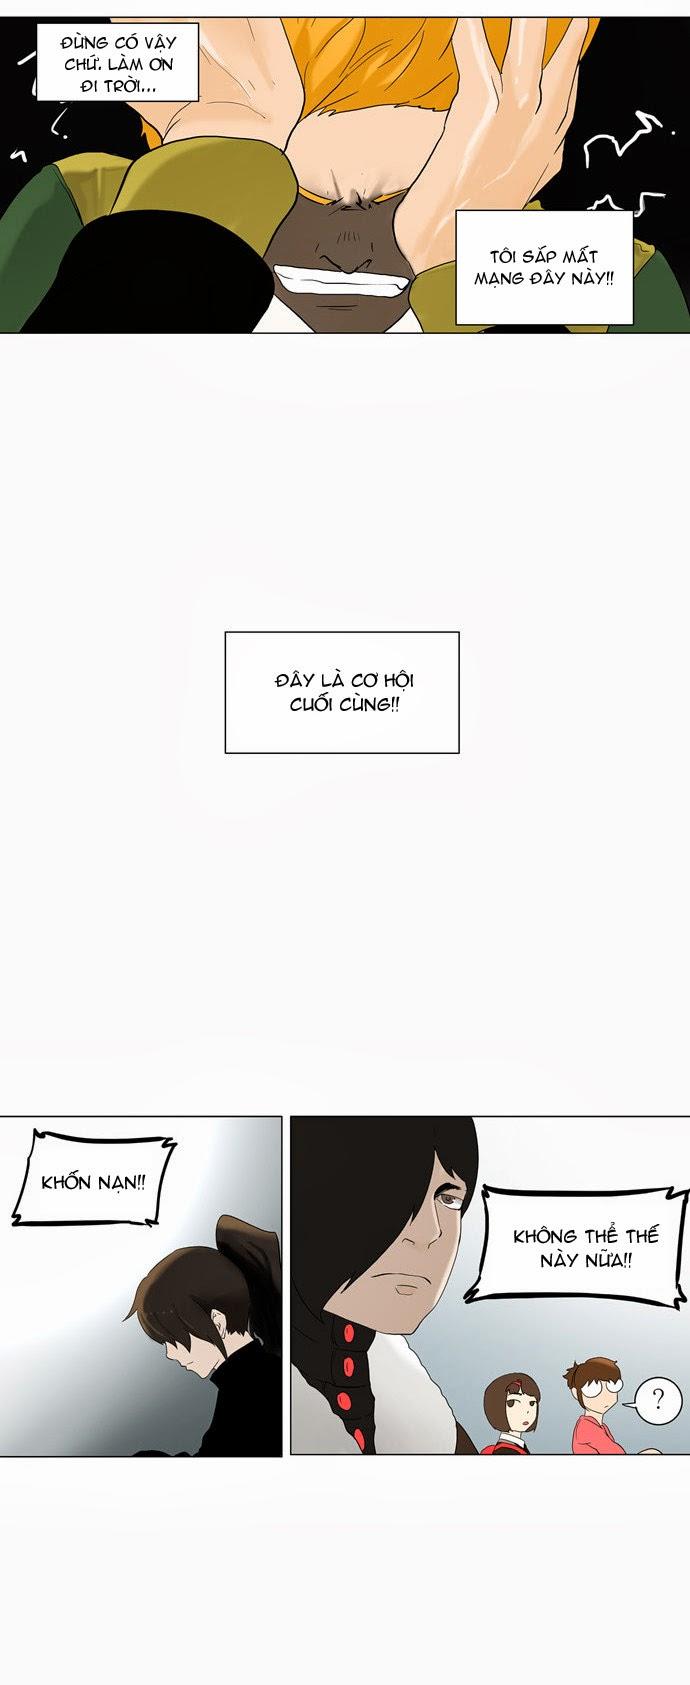 ĐỪNG CÓ VẬY
CHỨ. LÀM ƠN
ĐI TRỜI...
TÔI SẮP MẤT
MẠNG ĐÂY NÀY!!
ĐÂY LÀ CƠ HỘI
CUỐI CÙNG!!
KHỐN NẠN!!
KHÔNG THỂ THẾ
NÀY NỮA!!
?